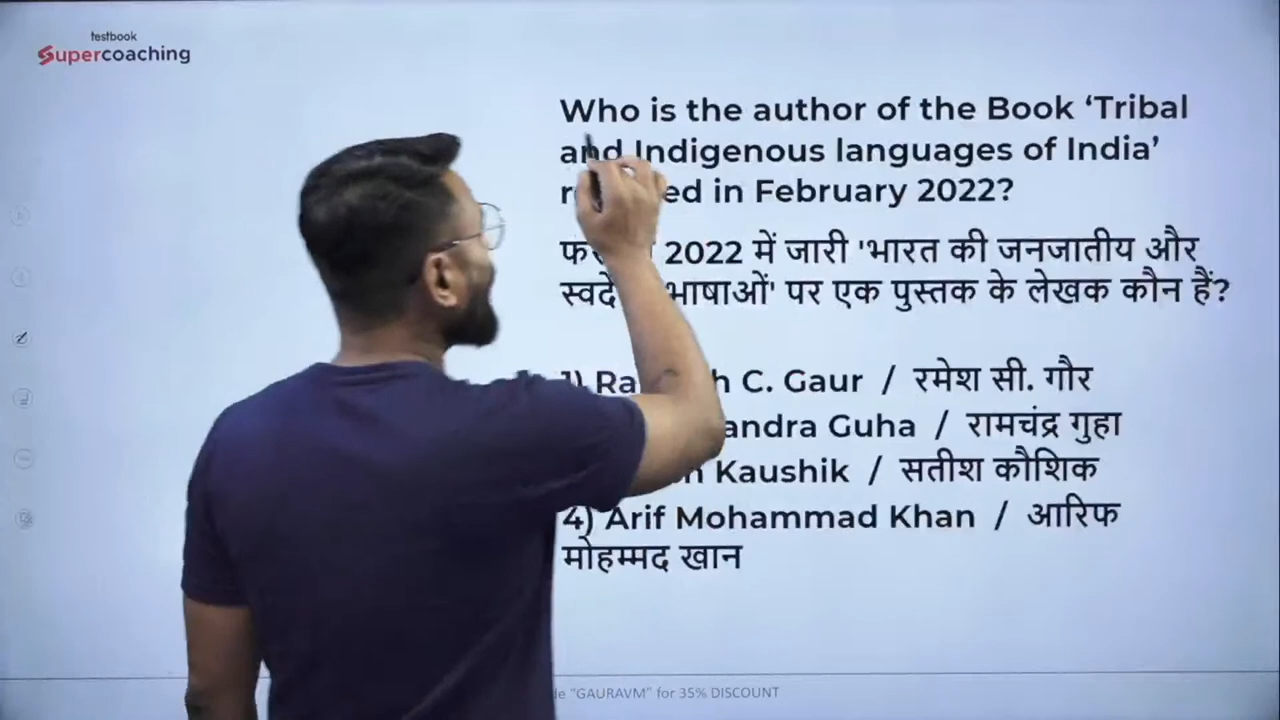 testbook
Supercoaching
Who is the author of the Book ‘Tribal
and Indigenous languages of India’
in February 2022?
2022 में जारी 'भारत की जनजातीय और
भाषाओं' पर एक पुस्तक के लेखक कौन हैं?
1) C. Gaur / रमेश सी. गौर
Guha / रामचंद्र गुहा
Kaushik / सतीश कौशिक
4) Arif Mohammad Khan / आरिफ
मोहम्मद खान
"GAURAVM" for 35% DISCOUNT